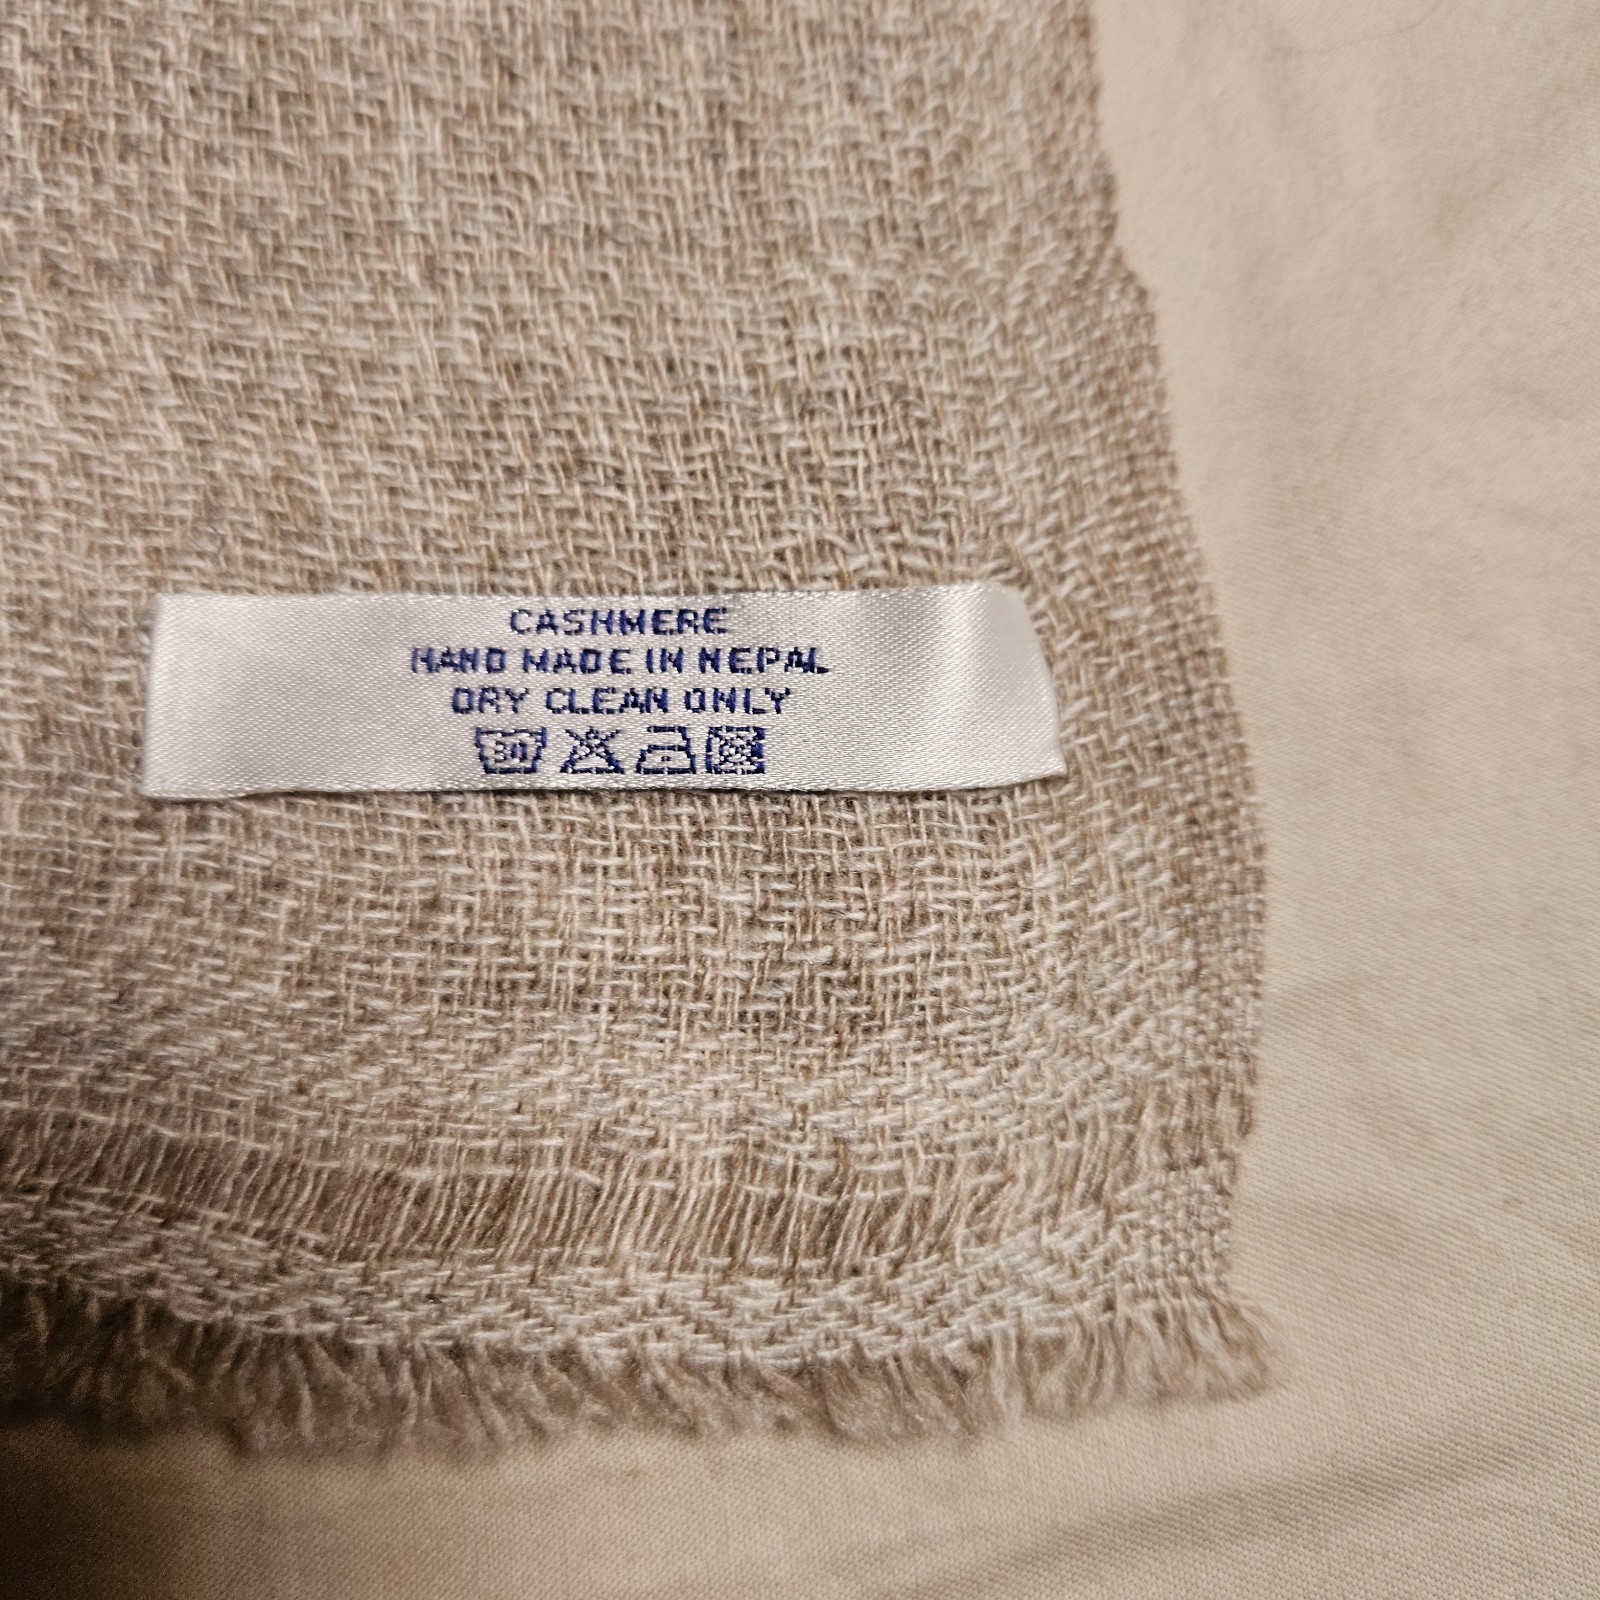 CASHMERE
HAND MADE IN NEPAL
DRY CLEAN ONLY
30